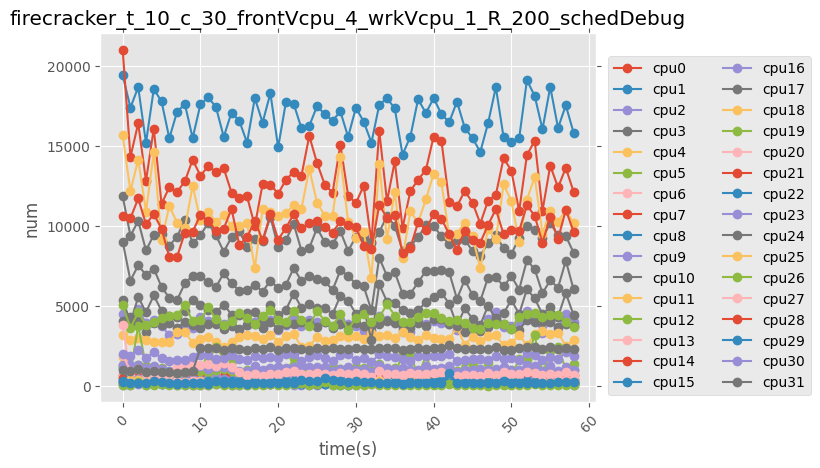 firecracker_t_10_c_30_frontVcpu_4_wrkVcpu_1_R_200_schedDebug
20000
15000
10000
5000
0
num
0 10 20 30 40 50 60
time(s)
cpu0 cpu16
cpu1 cpu17
cpu2 cpu18
cpu3 cpu19
cpu4 cpu20
cpu5 cpu21
cpu6 cpu22
cpu7 cpu23
cpu8 cpu24
cpu9 cpu25
cpu10 cpu26
cpu11 cpu27
cpu12 cpu28
cpu13 cpu29
cpu14 cpu30
cpu15 cpu31